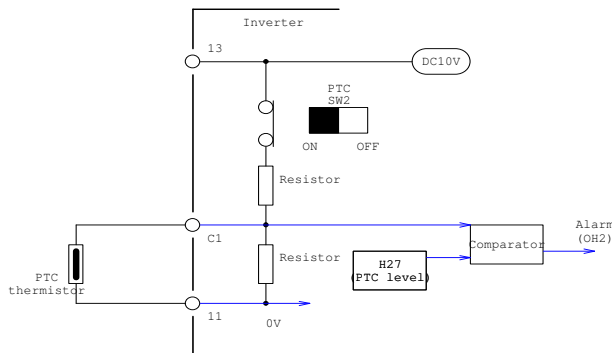 Inverter
13
DC10V
PTC
SW2
ON OFF
Resistor
C1
Alarm
(OH2)
Comparator
Resistor
H27
(PTC level)
PTC
thermistor
11
0V